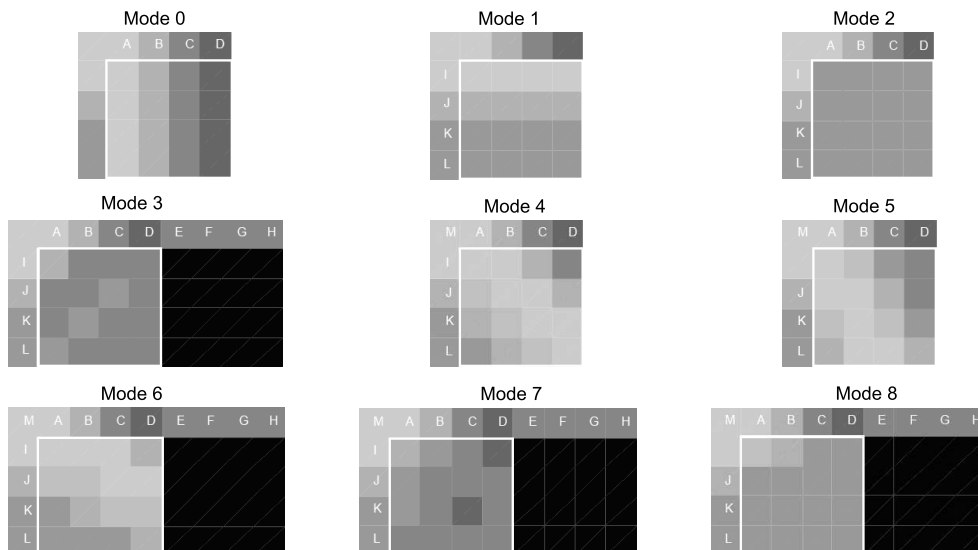 Mode 0
A B C D
Mode 1
I
J
K
L
Mode 2
A B C D
I
J
K
L
Mode 3
A B C D E F G H
I
J
K
L
Mode 4
M A B C D
I
J
K
L
Mode 5
M A B C D
J
K
L
Mode 6
M A B C D E F G H
I
J
K
L
Mode 7
M A B C D E F G H
I
J
K
L
Mode 8
M A B C D E F G H
J
K
L